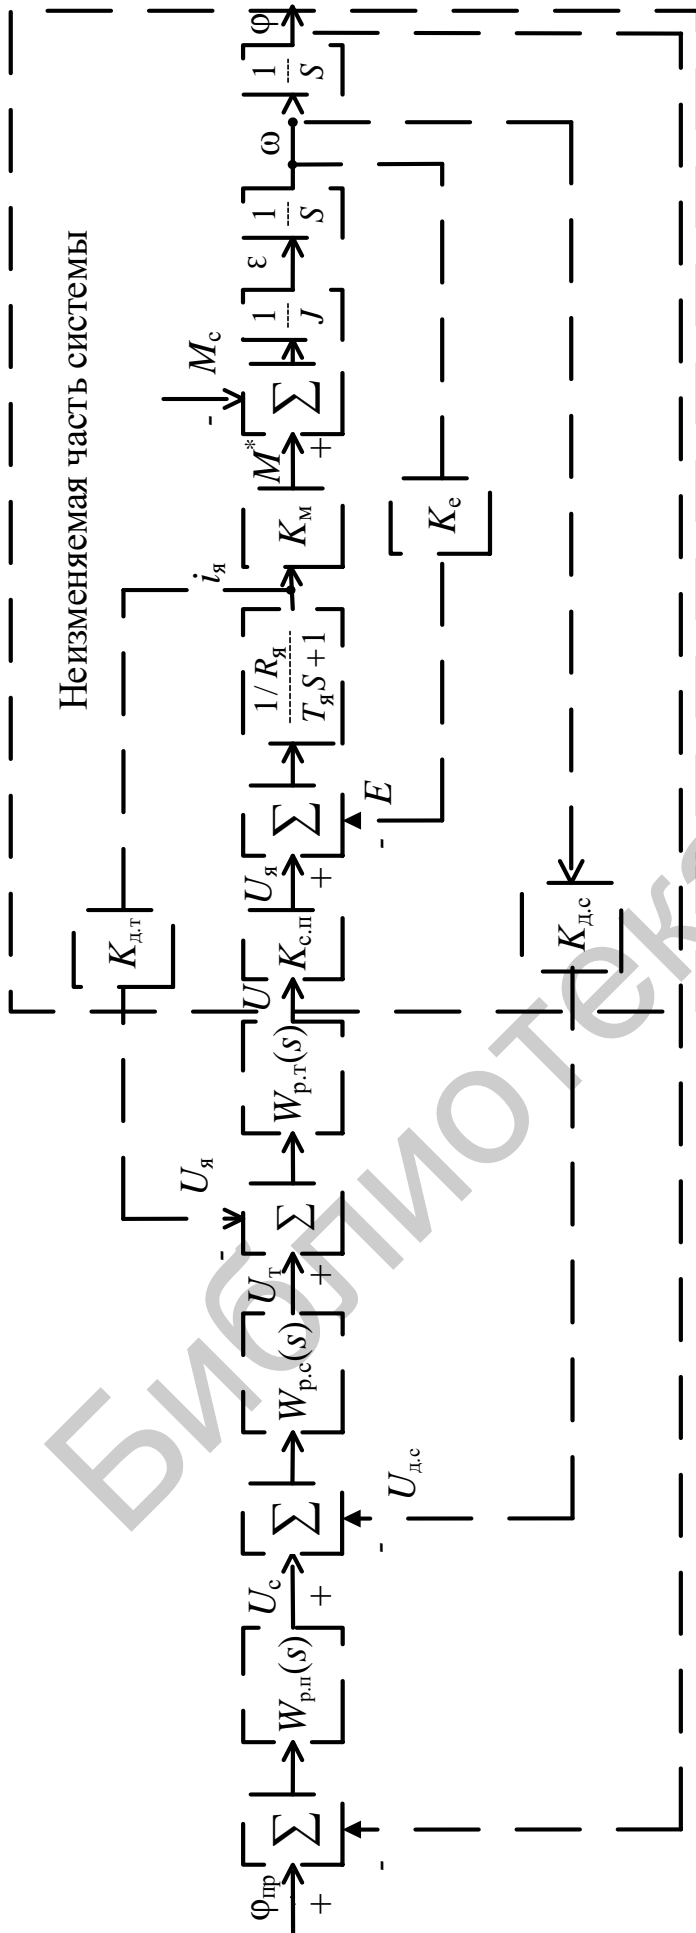 Неизменяемая часть системы
φпр
+
-
Σ
Wр.п(s)
Uс
+
-
Σ
Uд.с
Wр.с(s)
Uт
+
-
Σ
Uя
Wр.т(s)
U
Kс.п
Uя
+
-
Σ
E
1/Rя
TяS+1
iя
Kд.т
Kм
M*
+
-
Mс
Σ
1
J
ε
1
S
ω
1
S
φ
Kе
Kд.с
Библиотека